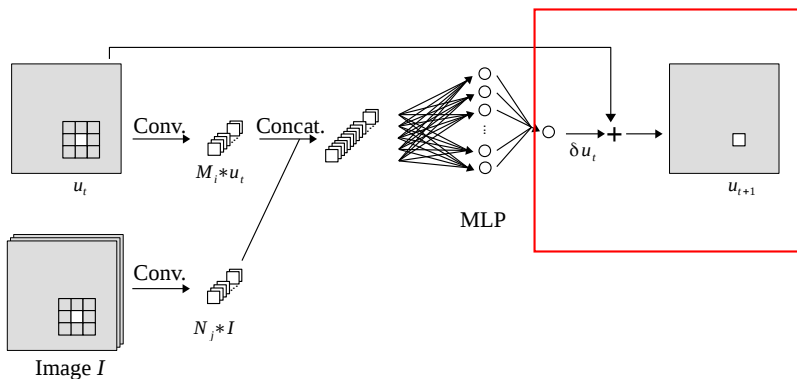 Conv.
Concat.
u_t
M_i*u_t
⋮
MLP
δu_t
+
u_{t+1}
Conv.
N_j*I
Image I